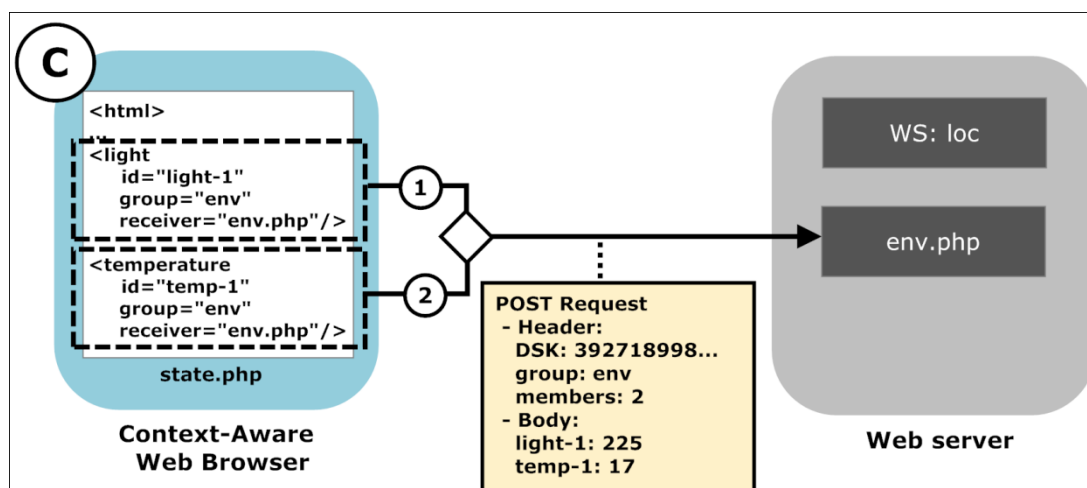 C
<html>
...
<light
id="light-1"
group="env"
receiver="env.php"/>
<temperature
id="temp-1"
group="env"
receiver="env.php"/>
state.php
Context-Aware
Web Browser
1
2
POST Request
- Header:
DSK: 392718998...
group: env
members: 2
- Body:
light-1: 225
temp-1: 17
WS: loc
env.php
Web server